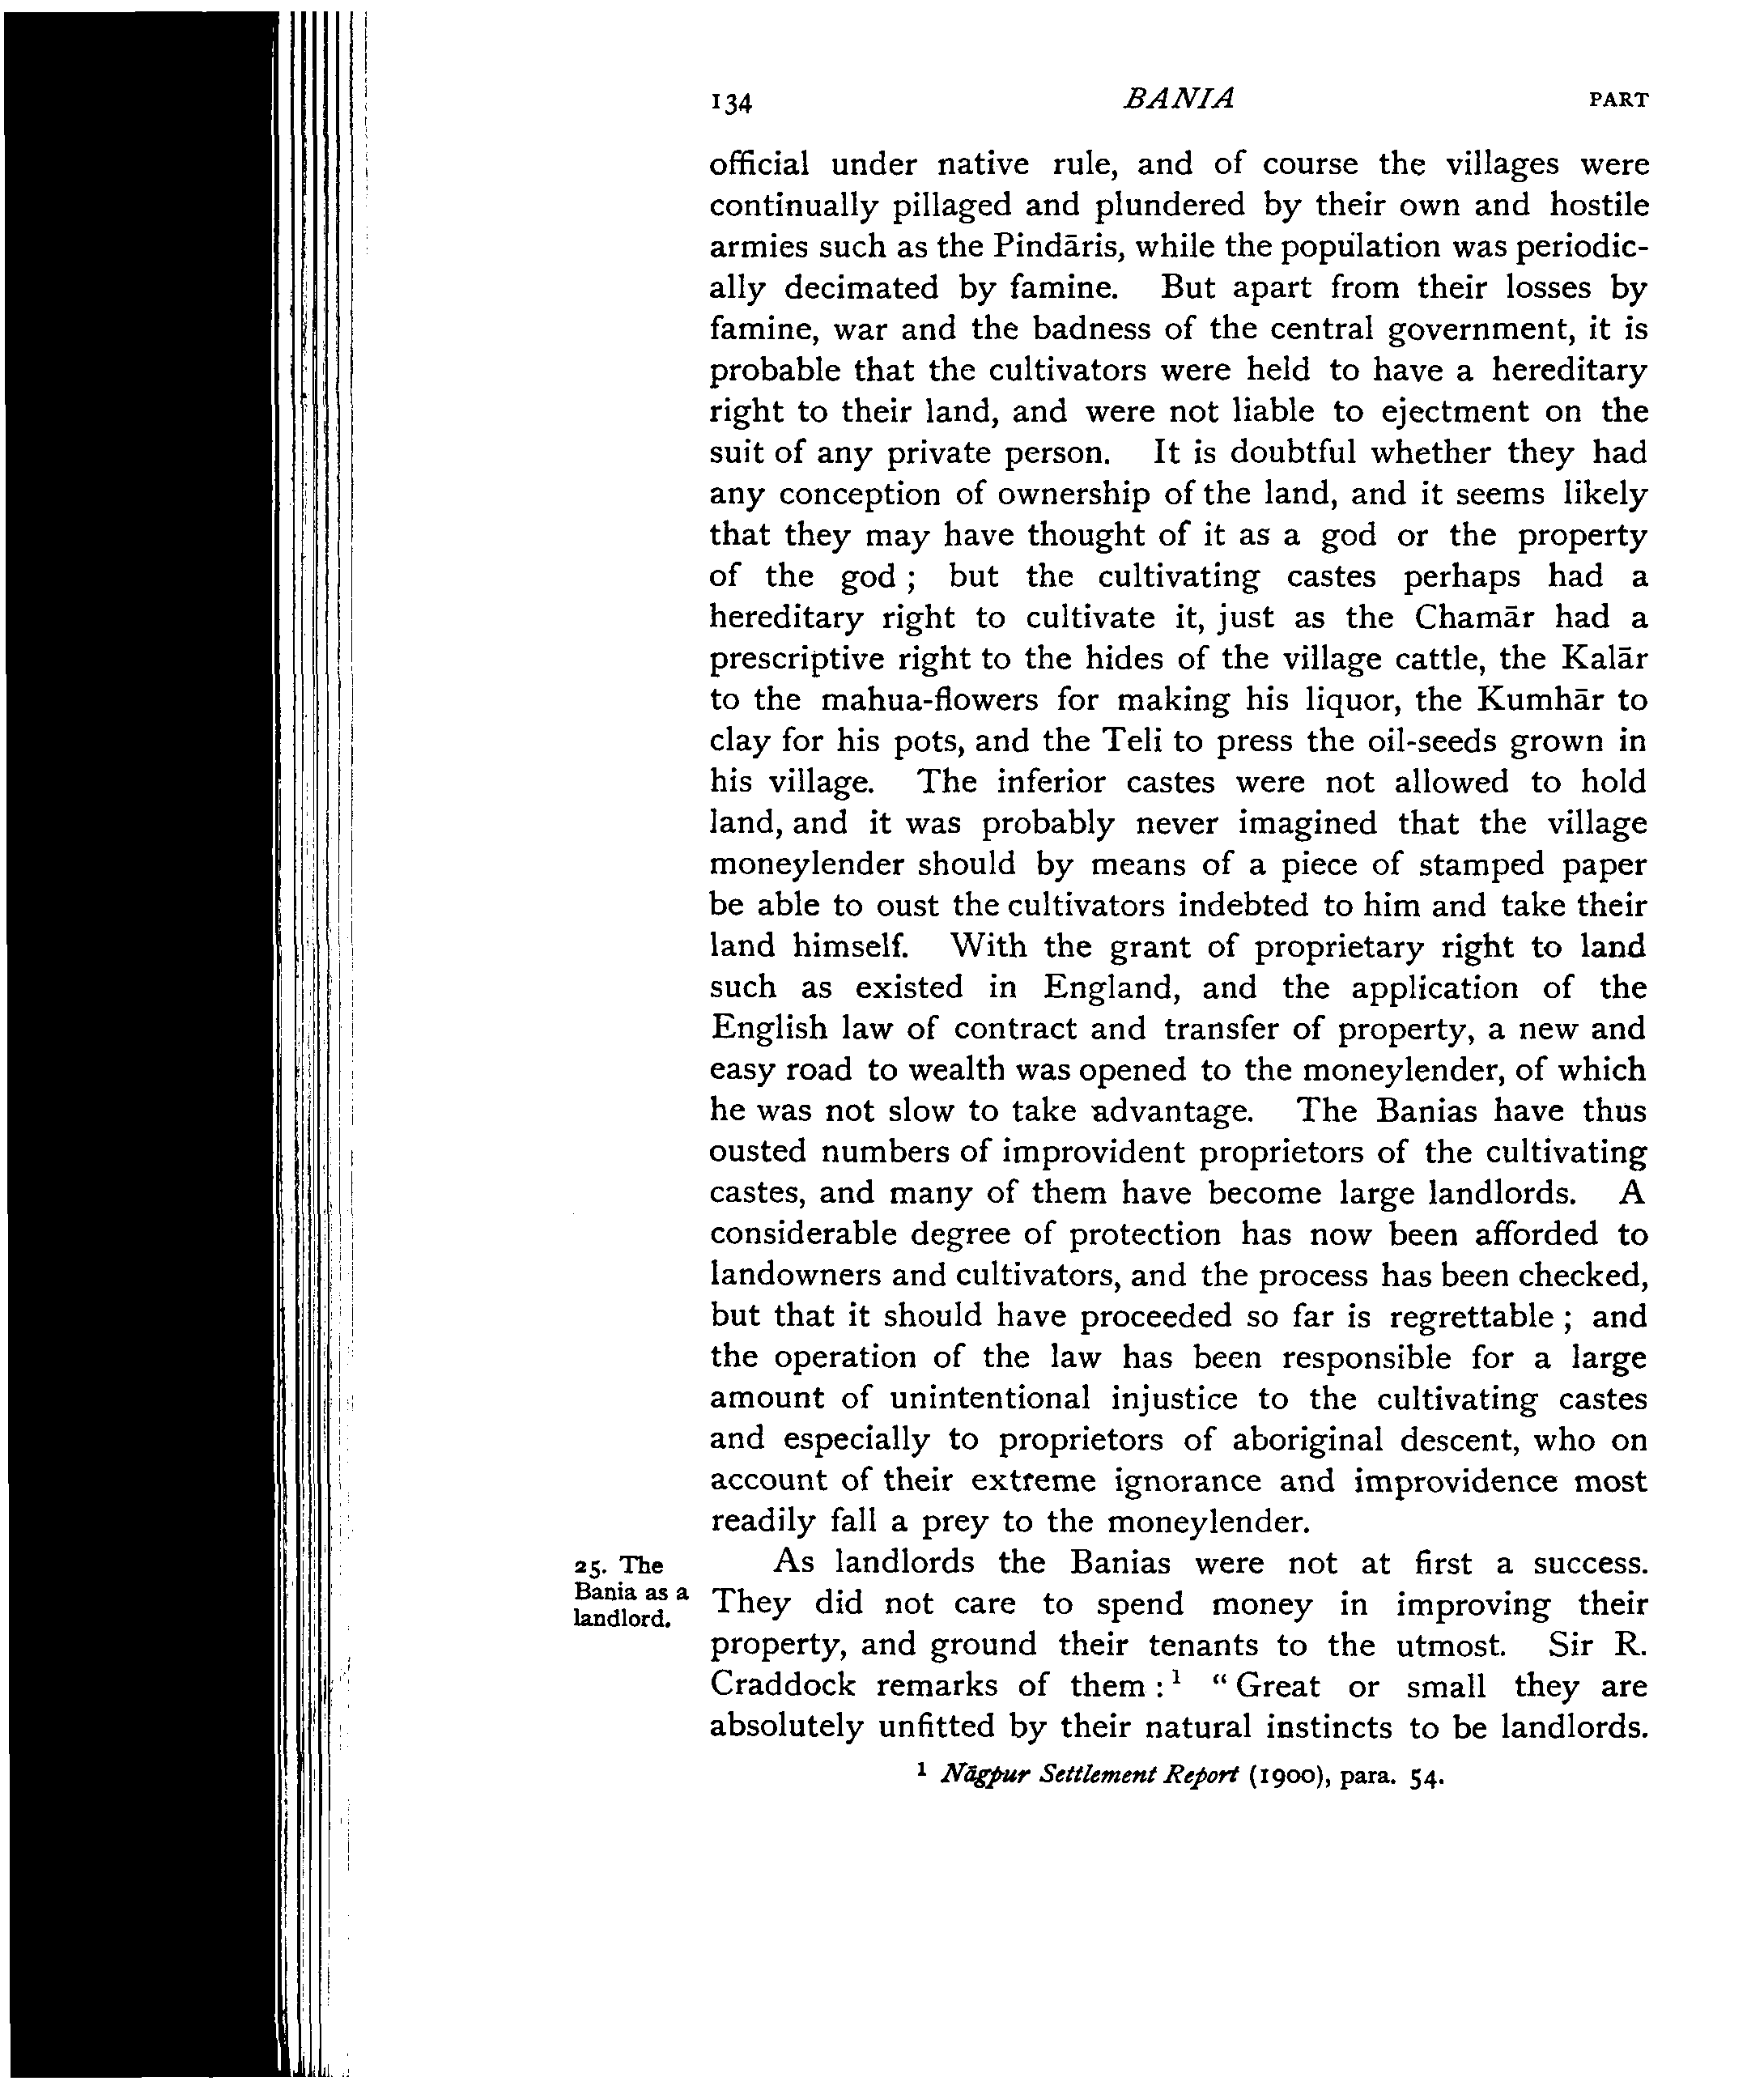 134 BANIA PART
official under native rule, and of course the villages were
continually pillaged and plundered by their own and hostile
armies such as the Pindāris, while the population was periodic-
ally decimated by famine. But apart from their losses by
famine, war and the badness of the central government, it is
probable that the cultivators were held to have a hereditary
right to their land, and were not liable to ejectment on the
suit of any private person. It is doubtful whether they had
any conception of ownership of the land, and it seems likely
that they may have thought of it as a god or the property
of the god ; but the cultivating castes perhaps had a
hereditary right to cultivate it, just as the Chamār had a
prescriptive right to the hides of the village cattle, the Kalār
to the mahua-flowers for making his liquor, the Kumhār to
clay for his pots, and the Teli to press the oil-seeds grown in
his village. The inferior castes were not allowed to hold
land, and it was probably never imagined that the village
moneylender should by means of a piece of stamped paper
be able to oust the cultivators indebted to him and take their
land himself. With the grant of proprietary right to land
such as existed in England, and the application of the
English law of contract and transfer of property, a new and
easy road to wealth was opened to the moneylender, of which
he was not slow to take advantage. The Banias have thus
ousted numbers of improvident proprietors of the cultivating
castes, and many of them have become large landlords. A
considerable degree of protection has now been afforded to
landowners and cultivators, and the process has been checked,
but that it should have proceeded so far is regrettable ; and
the operation of the law has been responsible for a large
amount of unintentional injustice to the cultivating castes
and especially to proprietors of aboriginal descent, who on
account of their extreme ignorance and improvidence most
readily fall a prey to the moneylender.
25. The
Bania as a
landlord.
As landlords the Banias were not at first a success.
They did not care to spend money in improving their
property, and ground their tenants to the utmost. Sir R.
Craddock remarks of them :¹ “ Great or small they are
absolutely unfitted by their natural instincts to be landlords.
¹ Nāgpur Settlement Report (1900), para. 54.